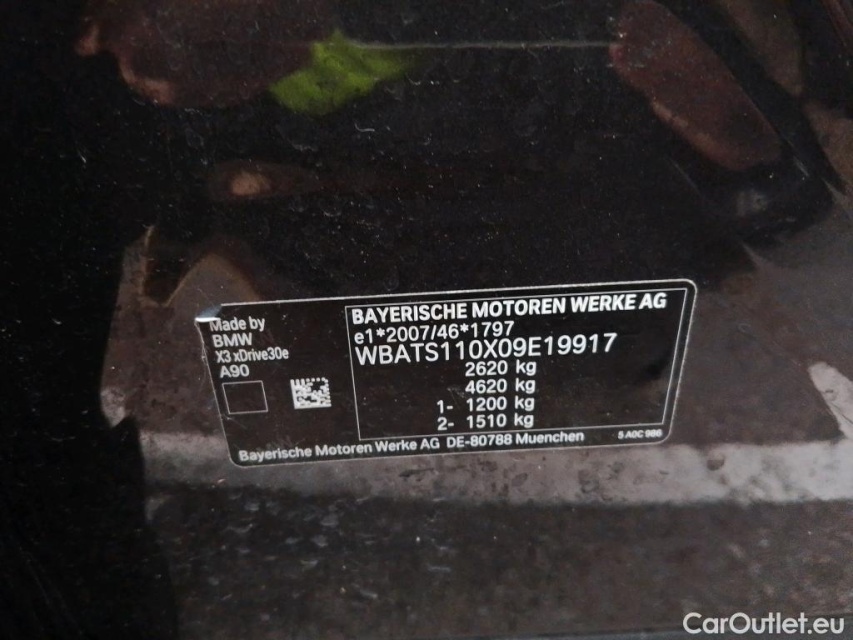 Made by
BMW
X3 xDrive30e
A90
BAYERISCHE MOTOREN WERKE AG
e1*2007/46*1797
WBATS110X09E19917
2620 kg
4620 kg
1- 1200 kg
2- 1510 kg
Bayerische Motoren Werke AG DE-80788 Muenchen
5 A0C 986
CarOutlet.eu